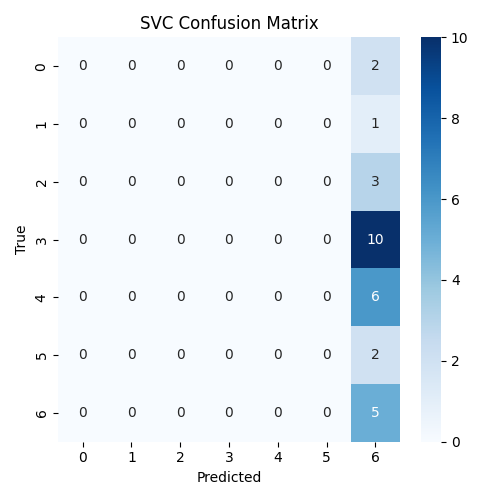 SVC Confusion Matrix
0 0 0 0 0 0 0 2
1 0 0 0 0 0 0 1
2 0 0 0 0 0 0 3
3 0 0 0 0 0 0 10
4 0 0 0 0 0 0 6
5 0 0 0 0 0 0 2
6 0 0 0 0 0 0 5
0 1 2 3 4 5 6
True
Predicted
10
8
6
4
2
0